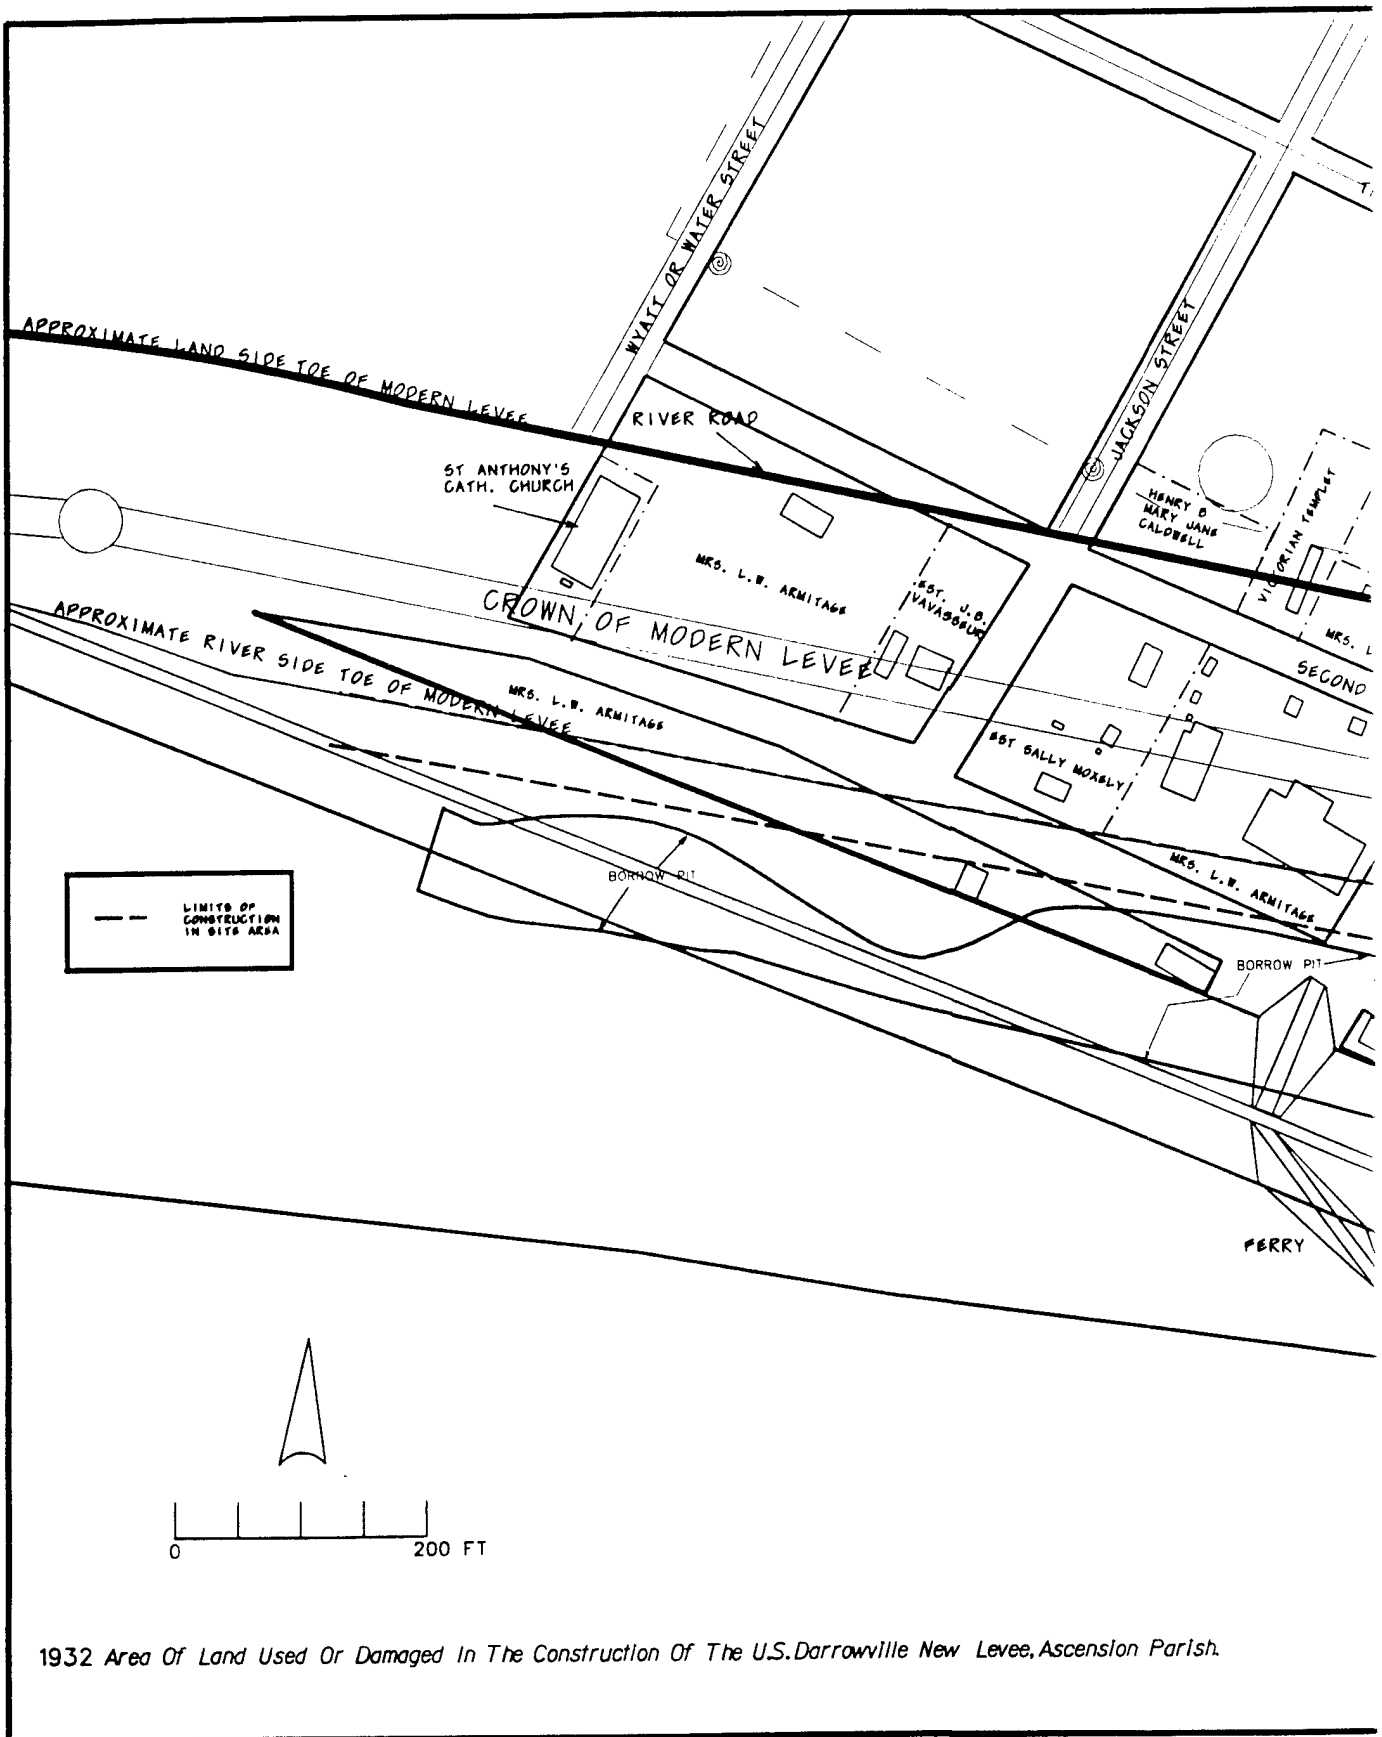 WYATT OR WATER STREET
JACKSON STREET
APPROXIMATE LAND SIDE TOE OF MODERN LEVEE
RIVER ROAD
ST ANTHONY'S
CATH. CHURCH
HENRY B
MARY JANE
CALDWELL
VICTORIAN TEMPLET
MRS. L.W. ARMITAGE
EST. J.B.
VAVASSEUR
MRS. L
SECOND
CROWN OF MODERN LEVEE
APPROXIMATE RIVER SIDE TOE OF MODERN LEVEE
MRS. L.W. ARMITAGE
EST SALLY MOXELY
MRS. L.W. ARMITAGE
BORROW PIT
LIMITS OF
CONSTRUCTION
IN SITE AREA
BORROW PIT
FERRY
0 200 FT
1932 Area Of Land Used Or Damaged In The Construction Of The U.S. Darrowville New Levee, Ascension Parish.